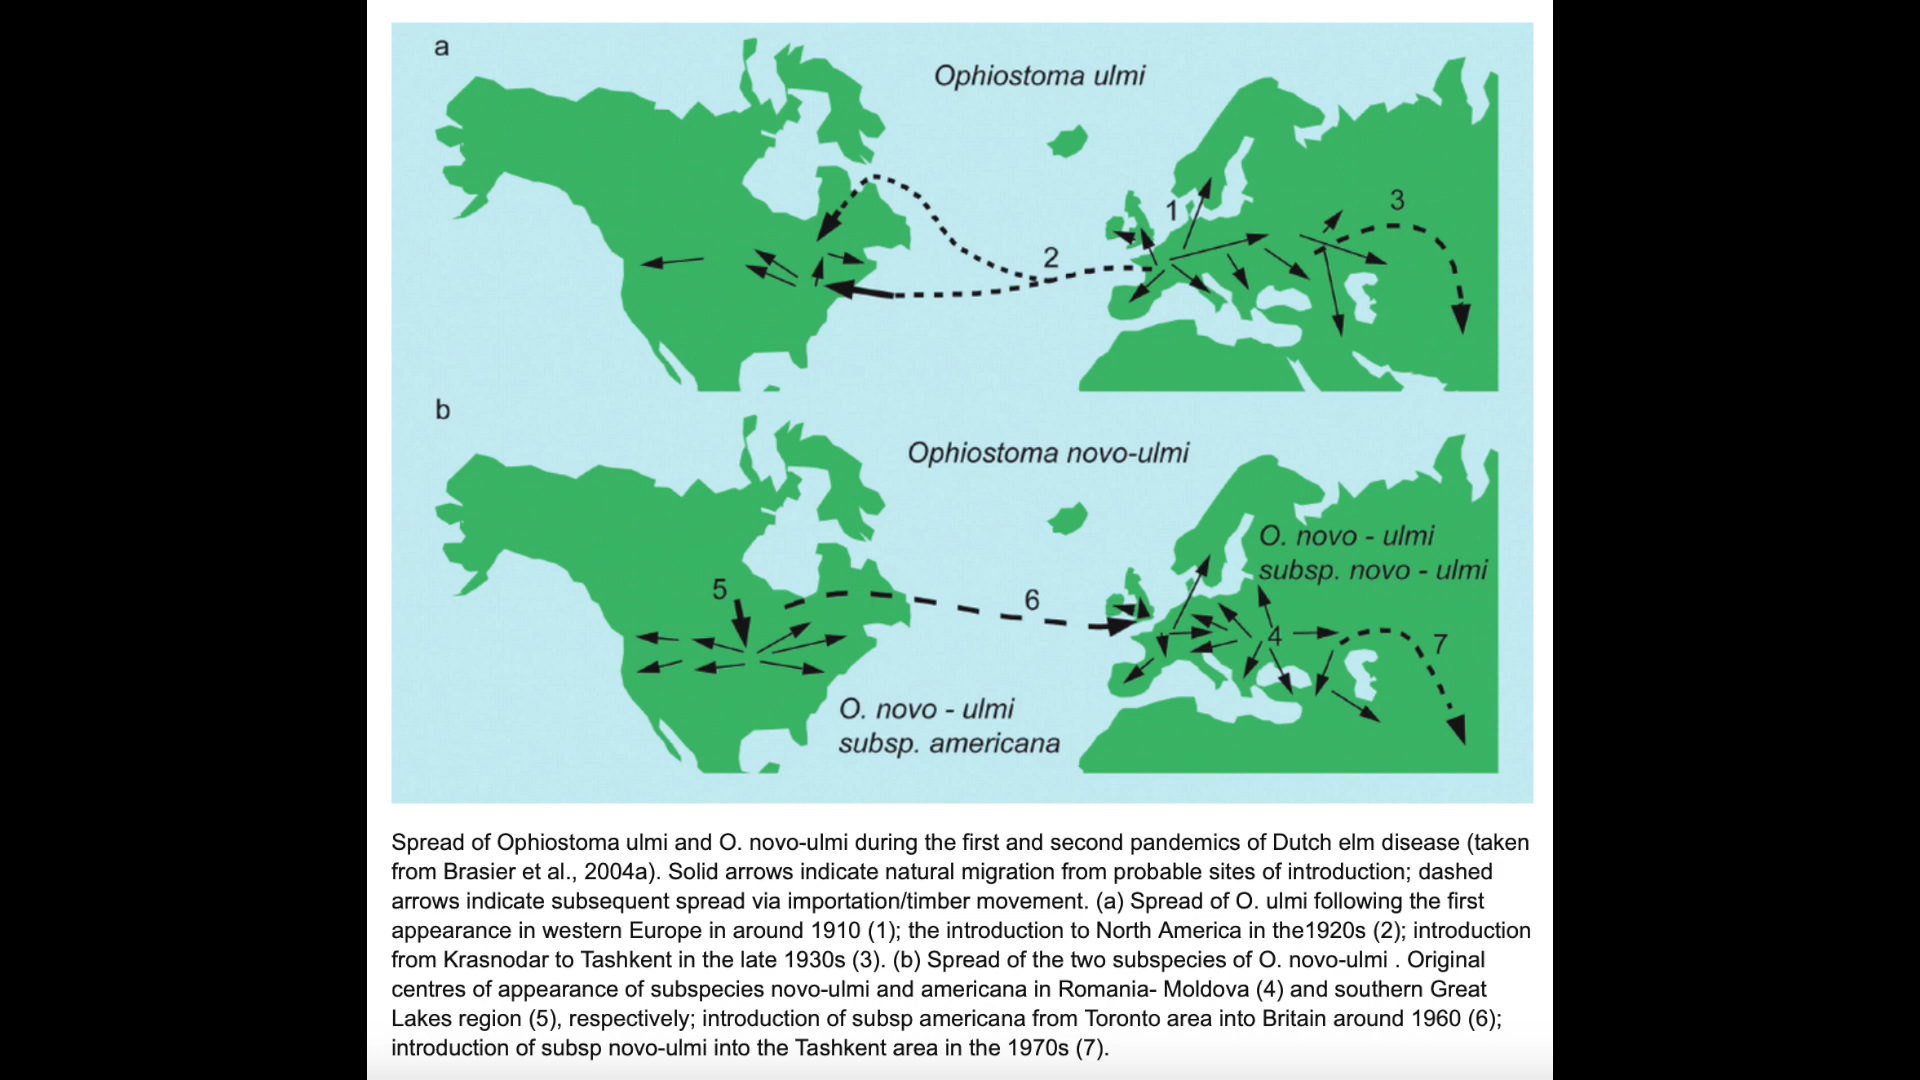 a
Ophiostoma ulmi
1
2
3
b
Ophiostoma novo-ulmi
O. novo - ulmi
subsp. novo - ulmi
5
6
4
7
O. novo - ulmi
subsp. americana
Spread of Ophiostoma ulmi and O. novo-ulmi during the first and second pandemics of Dutch elm disease (taken
from Brasier et al., 2004a). Solid arrows indicate natural migration from probable sites of introduction; dashed
arrows indicate subsequent spread via importation/timber movement. (a) Spread of O. ulmi following the first
appearance in western Europe in around 1910 (1); the introduction to North America in the1920s (2); introduction
from Krasnodar to Tashkent in the late 1930s (3). (b) Spread of the two subspecies of O. novo-ulmi . Original
centres of appearance of subspecies novo-ulmi and americana in Romania- Moldova (4) and southern Great
Lakes region (5), respectively; introduction of subsp americana from Toronto area into Britain around 1960 (6);
introduction of subsp novo-ulmi into the Tashkent area in the 1970s (7).